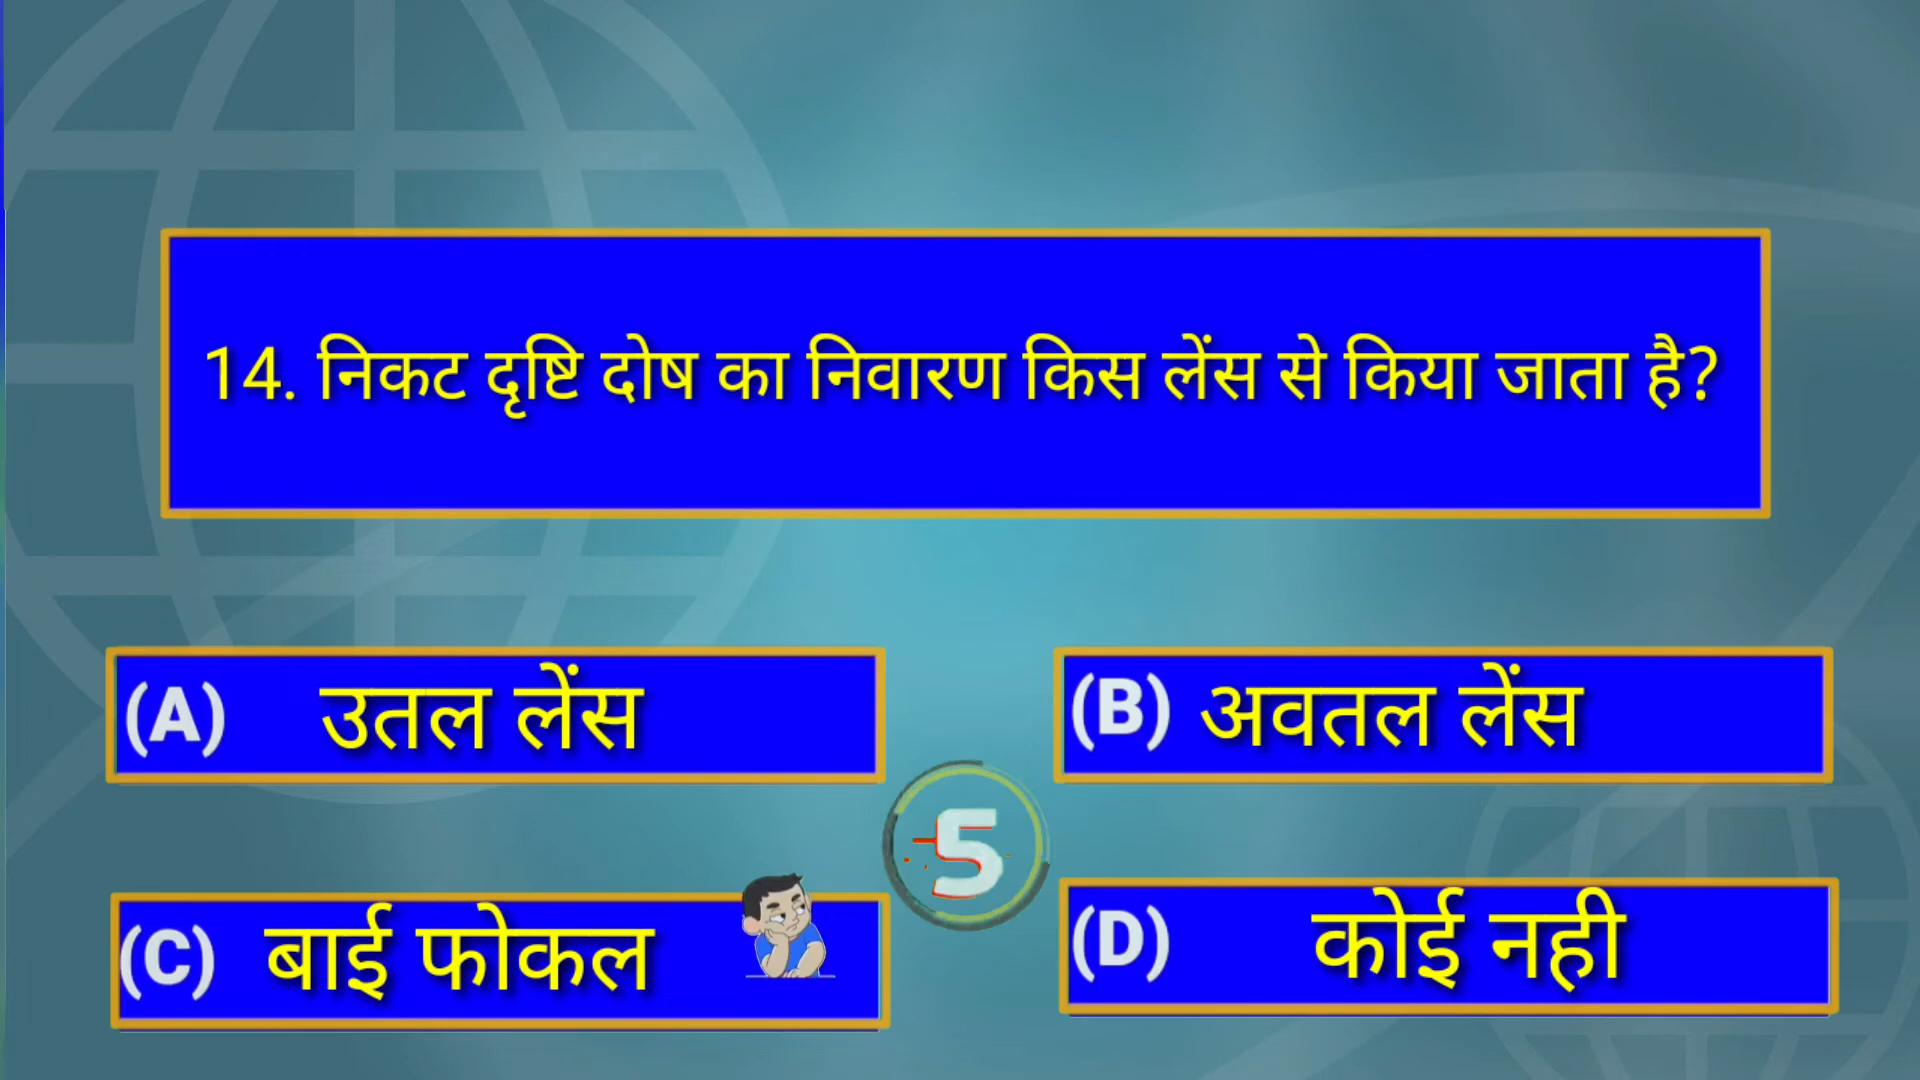 14. निकट दृष्टि दोष का निवारण किस लेंस से किया जाता है?
(A) उतल लेंस
(B) अवतल लेंस
5
(C) बाई फोकल
(D) कोई नही